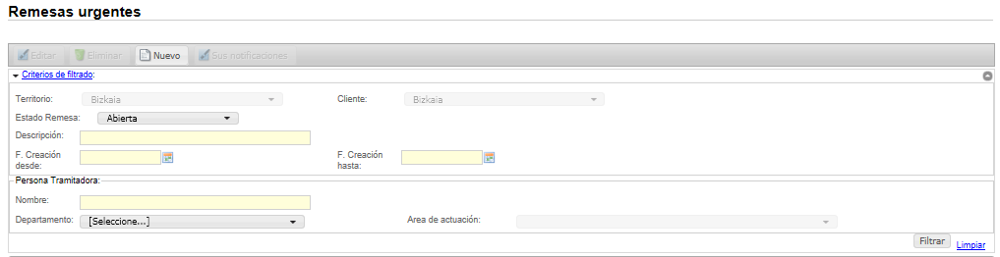 Remesas urgentes
Editar Eliminar Nuevo Sus notificaciones
Criterios de filtrado:
Territorio: Bizkaia Cliente: Bizkaia
Estado Remesa: Abierta
Descripción:
F. Creación desde: F. Creación hasta:
Persona Tramitadora:
Nombre:
Departamento: [Seleccione...] Area de actuación:
Filtrar Limpiar